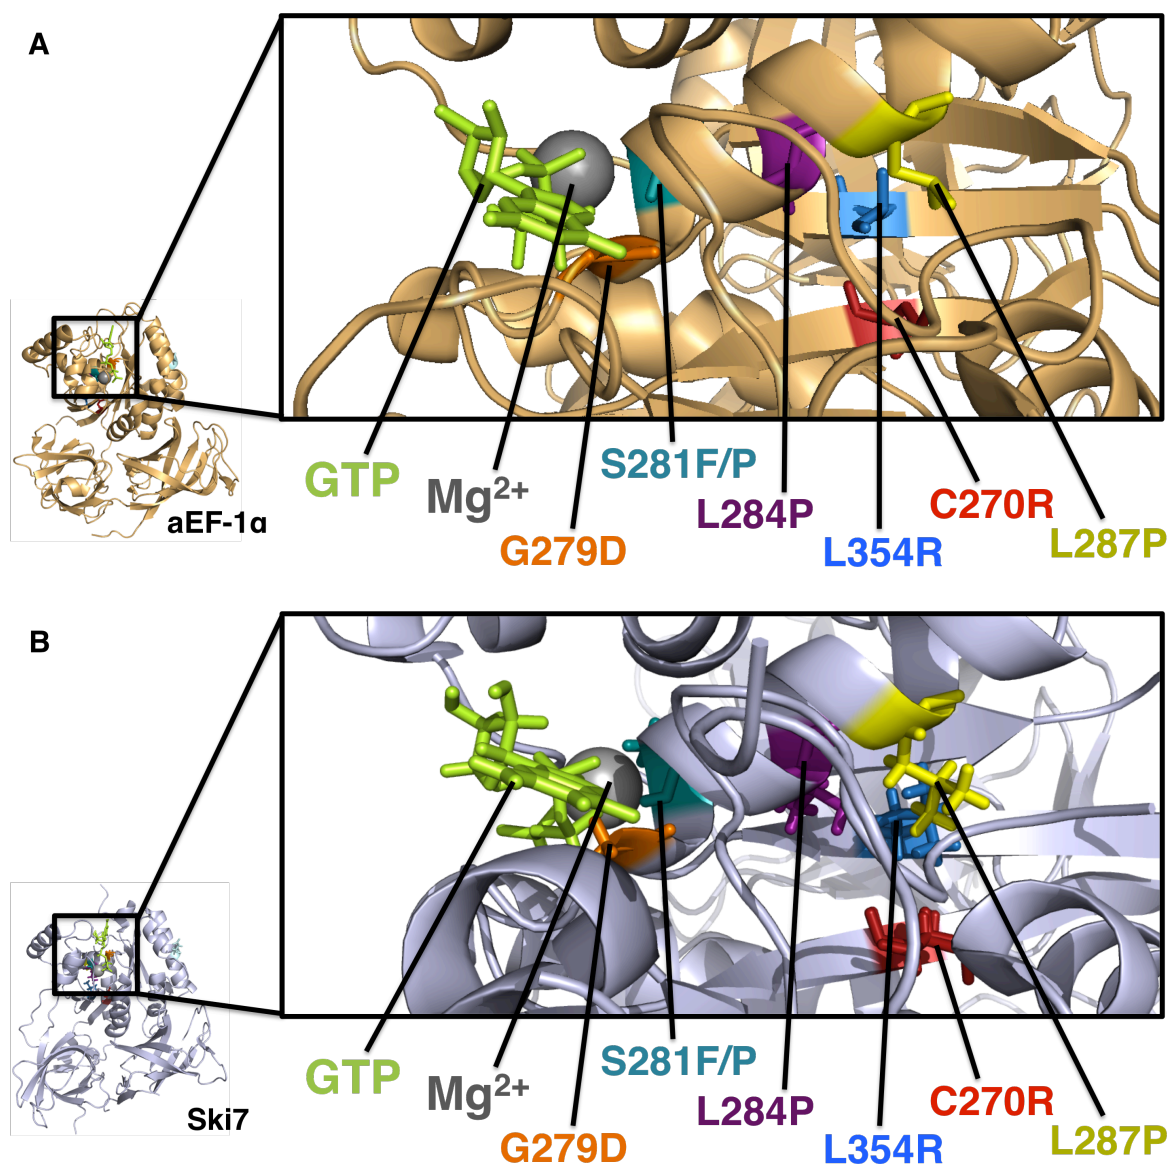 A
aEF-1α
GTP
Mg²⁺
G279D
S281F/P
L284P
L354R
C270R
L287P
B
Ski7
GTP
Mg²⁺
G279D
S281F/P
L284P
L354R
C270R
L287P